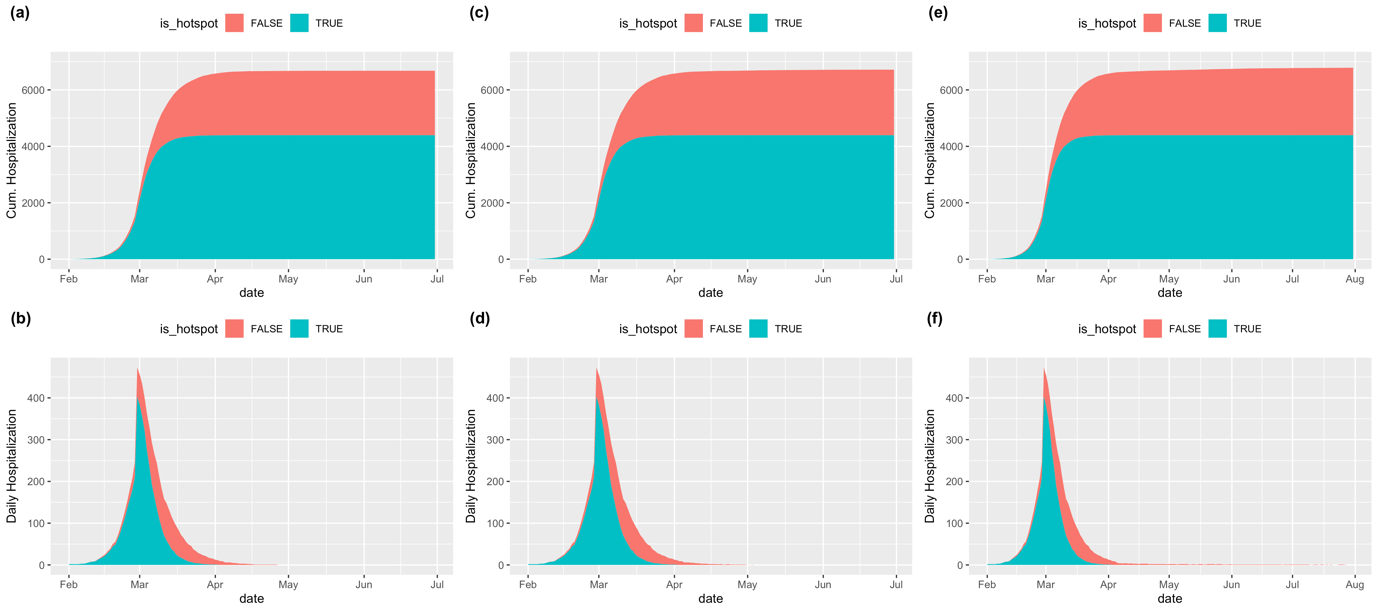 (a)
is_hotspot FALSE TRUE
Cum. Hospitalization
6000
4000
2000
0
Feb Mar Apr May Jun Jul
date
(c)
is_hotspot FALSE TRUE
Cum. Hospitalization
6000
4000
2000
0
Feb Mar Apr May Jun Jul
date
(e)
is_hotspot FALSE TRUE
Cum. Hospitalization
6000
4000
2000
0
Feb Mar Apr May Jun Jul Aug
date
(b)
is_hotspot FALSE TRUE
Daily Hospitalization
400
300
200
100
0
Feb Mar Apr May Jun Jul
date
(d)
is_hotspot FALSE TRUE
Daily Hospitalization
400
300
200
100
0
Feb Mar Apr May Jun Jul
date
(f)
is_hotspot FALSE TRUE
Daily Hospitalization
400
300
200
100
0
Feb Mar Apr May Jun Jul Aug
date